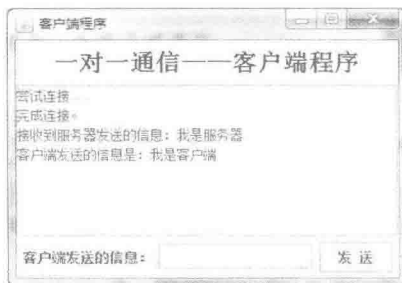 客户端程序
一对一通信——客户端程序
尝试连接
完成连接。
接收到服务器发送的信息：我是服务器
客户端发送的信息是：我是客户端
客户端发送的信息：
发 送